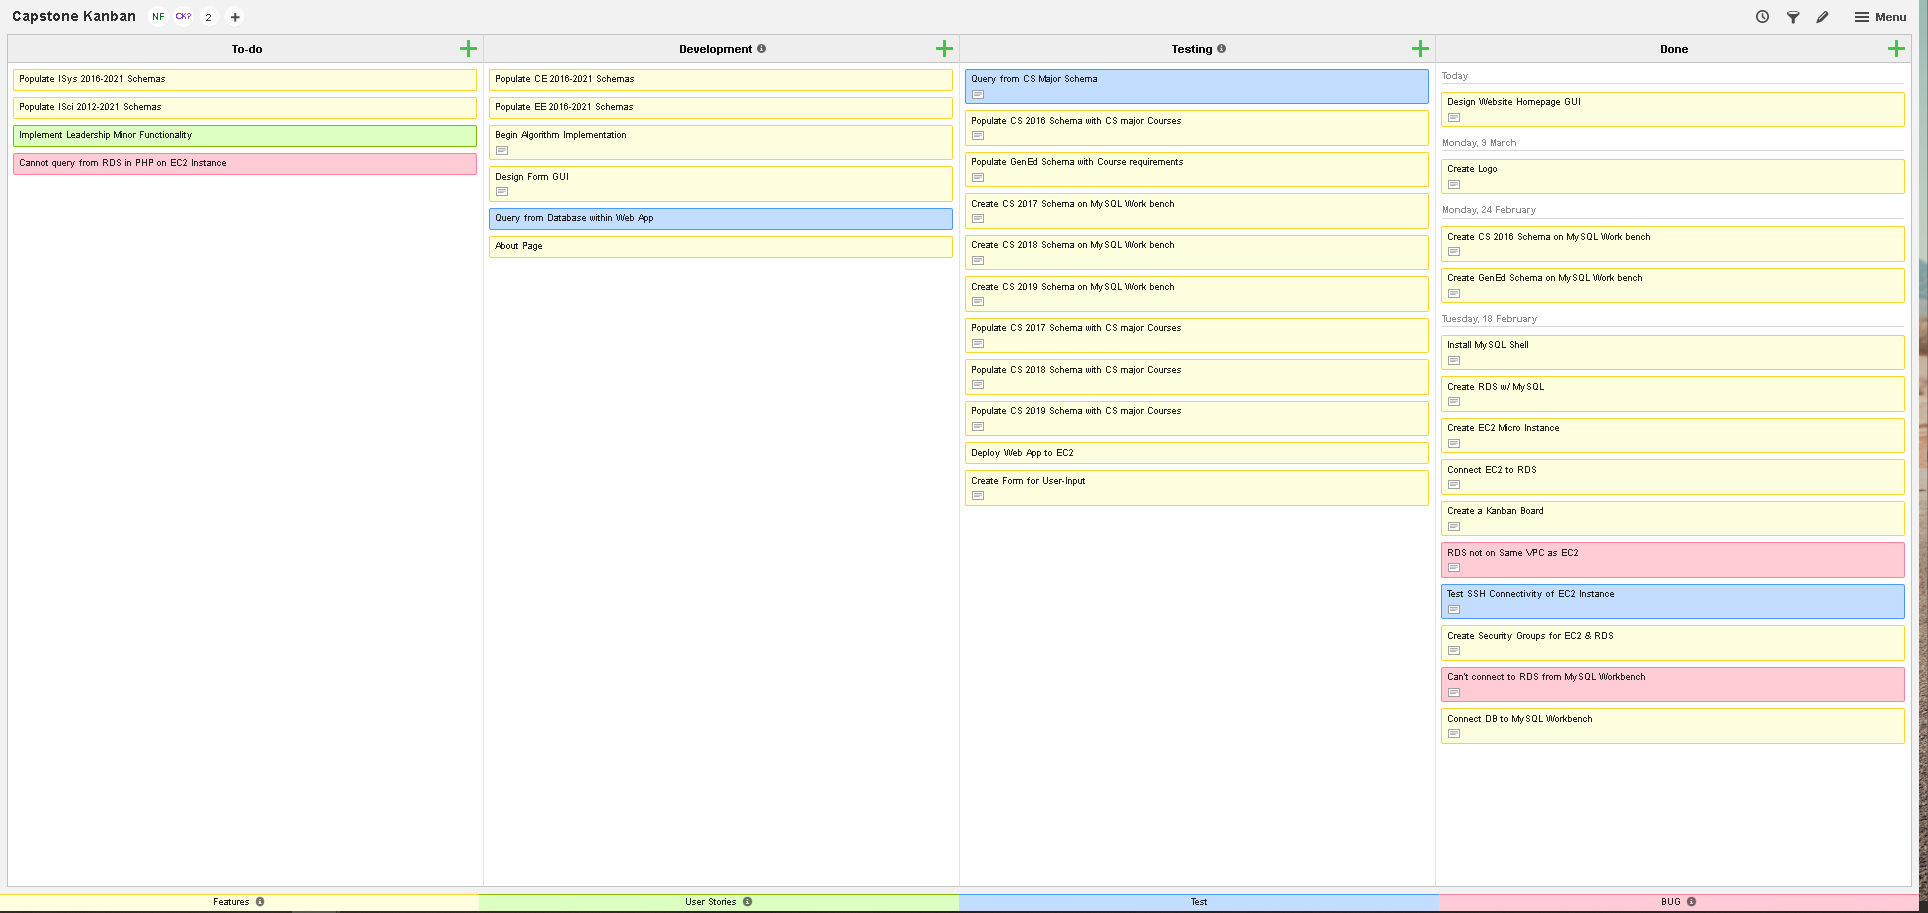 Capstone Kanban NF CK? 2
Menu
To-do
Populate ISys 2016-2021 Schemas
Populate ISci 2012-2021 Schemas
Implement Leadership Minor Functionality
Cannot query from RDS in PHP on EC2 Instance
Development
Populate CE 2016-2021 Schemas
Populate EE 2016-2021 Schemas
Begin Algorithm Implementation
Design Form GUI
Query from Database within Web App
About Page
Testing
Query from CS Major Schema
Populate CS 2016 Schema with CS major Courses
Populate GenEd Schema with Course requirements
Create CS 2017 Schema on MySQL Work bench
Create CS 2018 Schema on MySQL Work bench
Create CS 2019 Schema on MySQL Work bench
Populate CS 2017 Schema with CS major Courses
Populate CS 2018 Schema with CS major Courses
Populate CS 2019 Schema with CS major Courses
Deploy Web App to EC2
Create Form for User-Input
Done
Today
Design Website Homepage GUI
Monday, 9 March
Create Logo
Monday, 24 February
Create CS 2016 Schema on MySQL Work bench
Create GenEd Schema on MySQL Work bench
Tuesday, 18 February
Install MySQL Shell
Create RDS w/ MySQL
Create EC2 Micro Instance
Connect EC2 to RDS
Create a Kanban Board
RDS not on Same VPC as EC2
Test SSH Connectivity of EC2 Instance
Create Security Groups for EC2 & RDS
Can't connect to RDS from MySQL Workbench
Connect DB to MySQL Workbench
Features
User Stories
Test
BUG